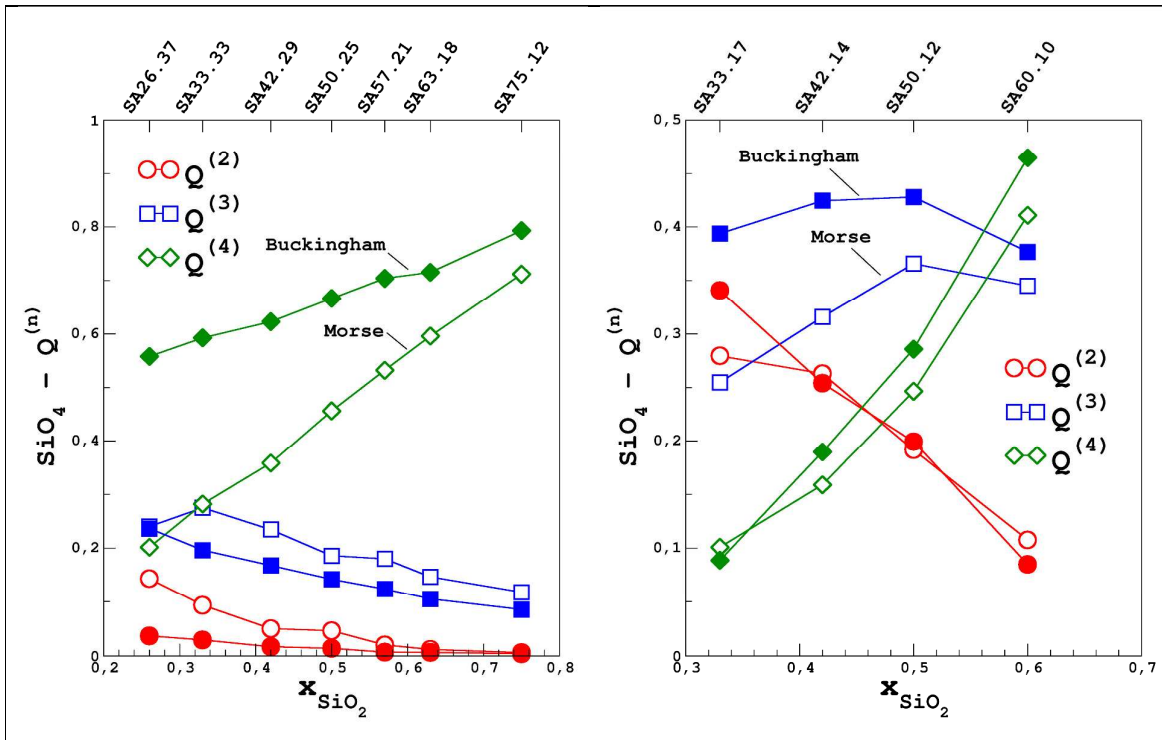 SA26.37 SA33.33 SA42.29 SA50.25 SA57.21 SA63.18 SA75.12
1
0,8
0,6
0,4
0,2
0
SiO4 – Q(n)
Q(2)
Q(3)
Q(4)
Buckingham
Morse
0,2 0,3 0,4 0,5 0,6 0,7 0,8
xSiO2
SA33.17 SA42.14 SA50.12 SA60.10
0,5
0,4
0,3
0,2
0,1
0
SiO4 – Q(n)
Buckingham
Morse
Q(2)
Q(3)
Q(4)
0,3 0,4 0,5 0,6 0,7
xSiO2